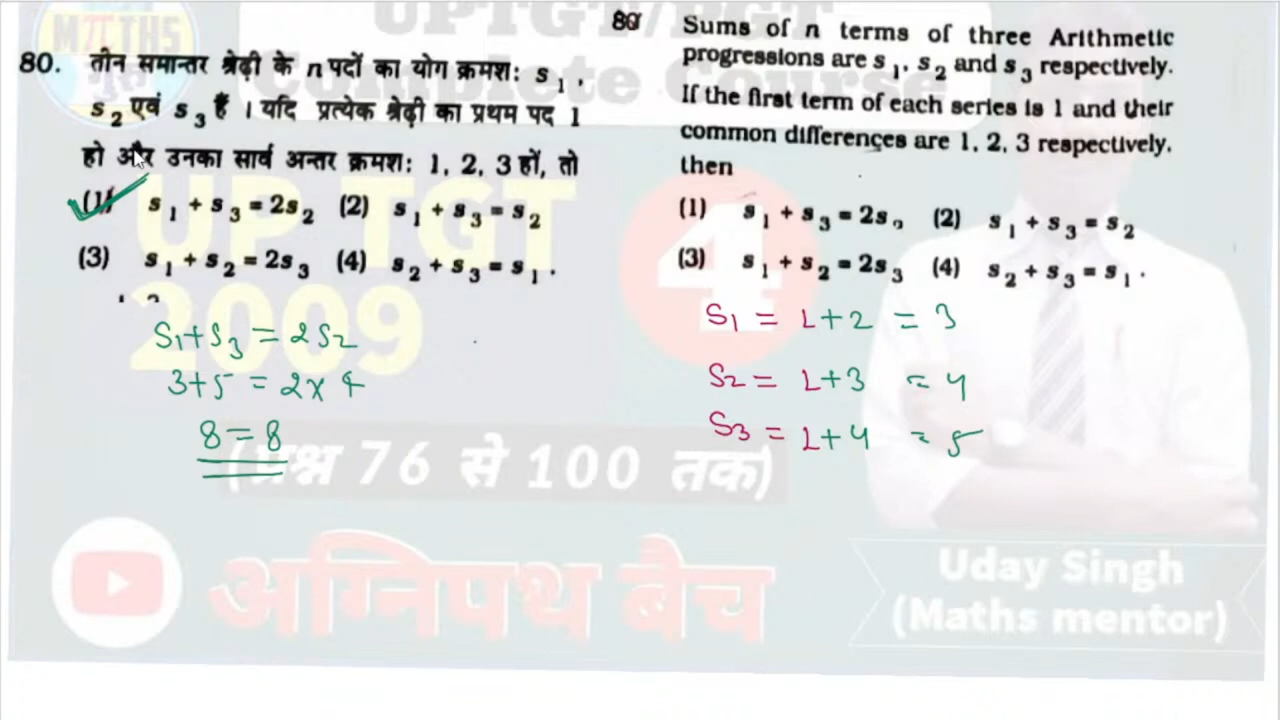 80. तीन समान्तर श्रेढ़ी के n पदों का योग क्रमश: s₁,
s₂ एवं s₃ हैं । यदि प्रत्येक श्रेढ़ी का प्रथम पद 1
हो और उनका सार्व अन्तर क्रमश: 1, 2, 3 हों, तो
(1) s₁ + s₃ = 2s₂ (2) s₁ + s₃ = s₂
(3) s₁ + s₂ = 2s₃ (4) s₂ + s₃ = s₁ .
S₁+S₃ = 2S₂
3+5 = 2×4
8=8
80 Sums of n terms of three Arithmetic
progressions are s₁, s₂ and s₃ respectively.
If the first term of each series is 1 and their
common differences are 1, 2, 3 respectively.
then
(1) s₁ + s₃ = 2s₂ (2) s₁ + s₃ = s₂
(3) s₁ + s₂ = 2s₃ (4) s₂ + s₃ = s₁ .
S₁ = 1+2 = 3
S₂ = 1+3 = 4
S₃ = 1+4 = 5
UPTGT/PGT
Complete Course
MπTHS
गुरु
UP TGT
2009
4
(प्रश्न 76 से 100 तक)
अग्निपथ बैच
Uday Singh
(Maths mentor)